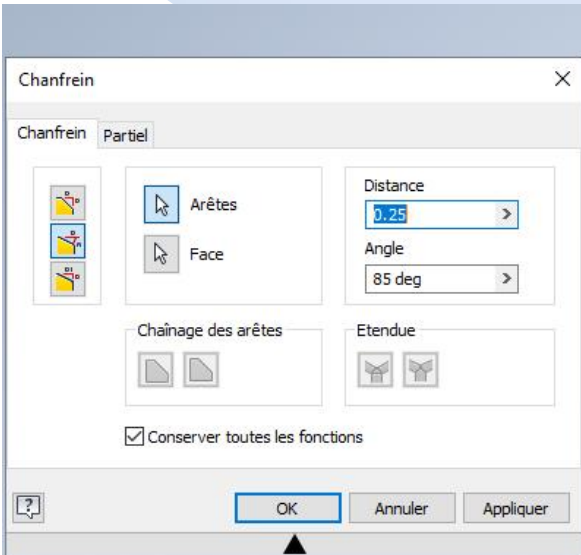 Chanfrein
Chanfrein Partiel
Arêtes
Face
Distance
0.25
Angle
85 deg
Chaînage des arêtes
Etendue
Conserver toutes les fonctions
OK Annuler Appliquer